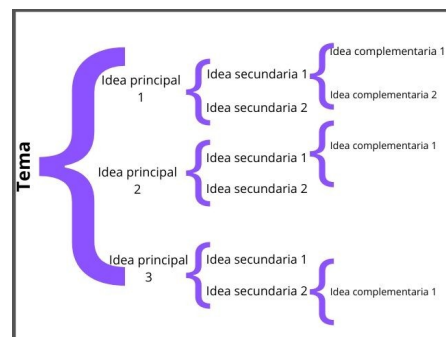 Tema
Idea principal
1
Idea secundaria 1
Idea complementaria 1
Idea complementaria 2
Idea secundaria 2
Idea principal
2
Idea secundaria 1
Idea complementaria 1
Idea secundaria 2
Idea principal
3
Idea secundaria 1
Idea secundaria 2
Idea complementaria 1